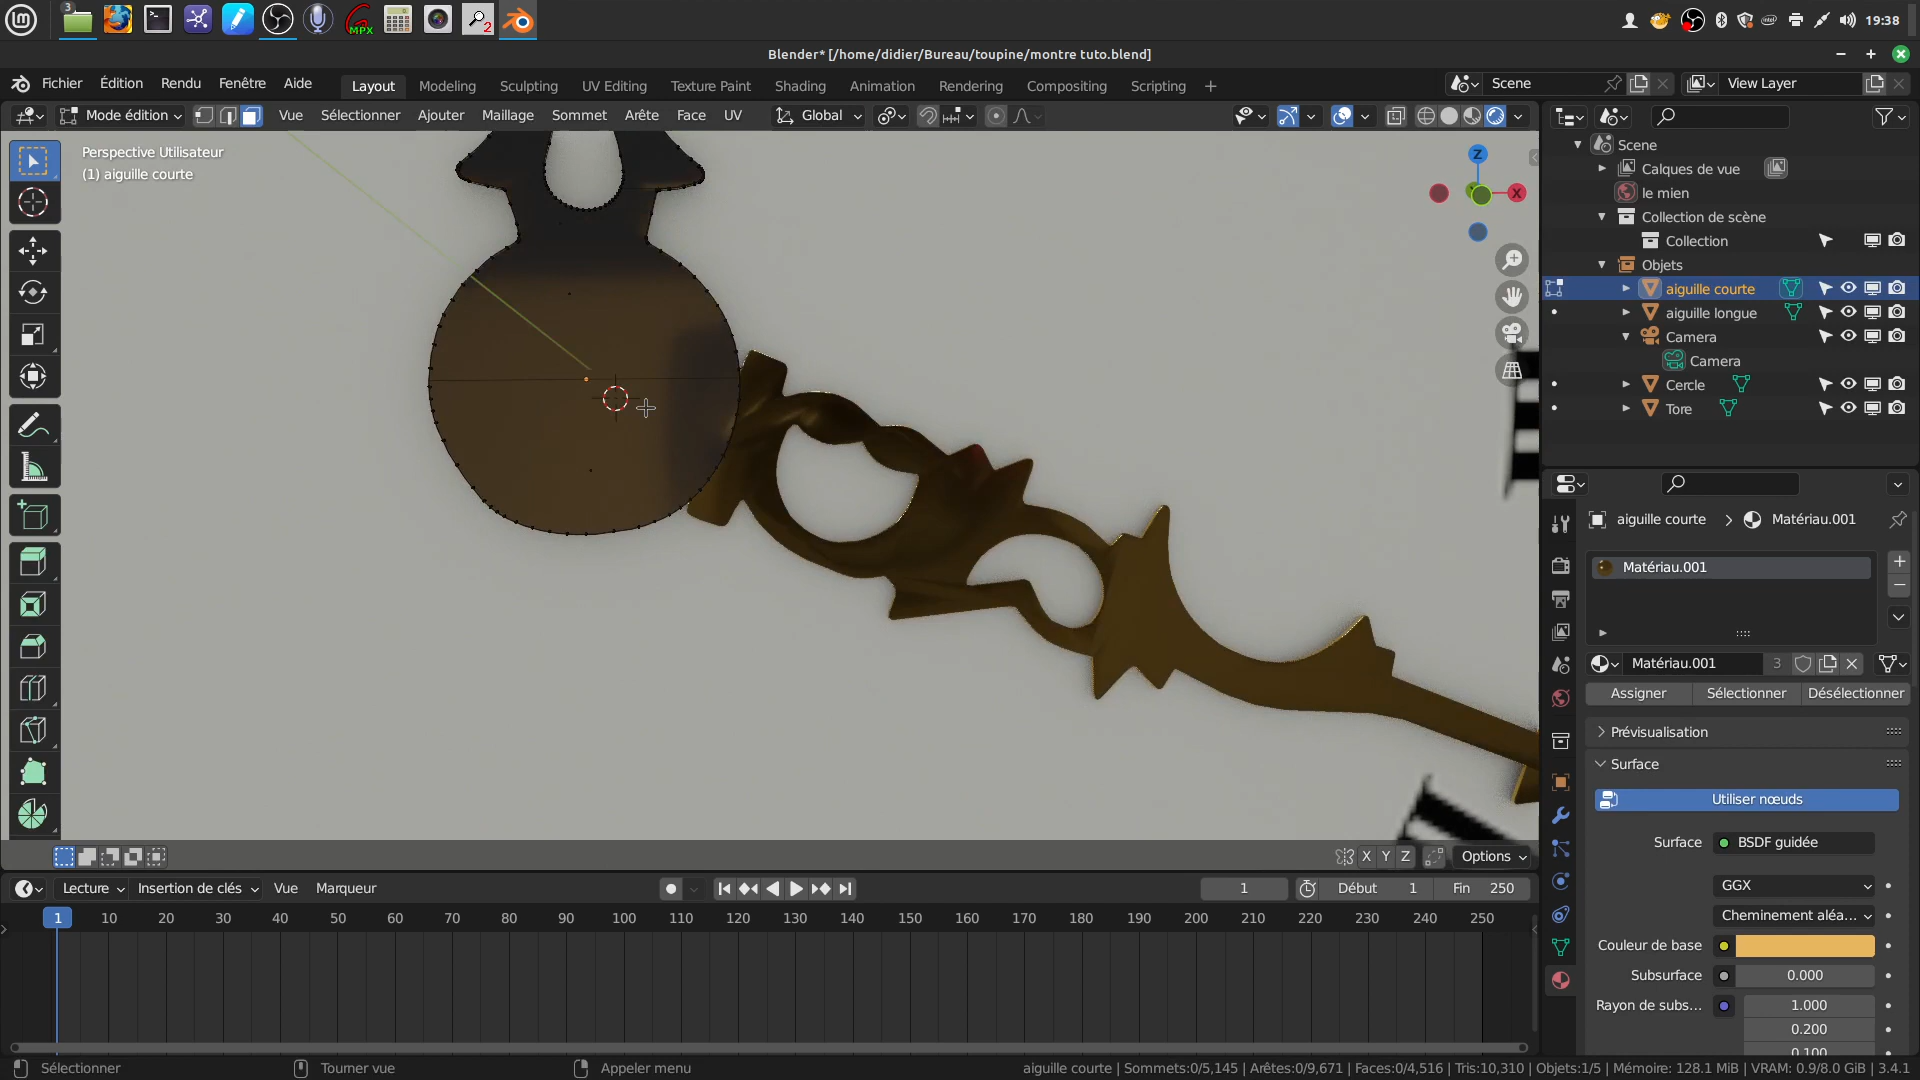 3
MPX
2
19:38
Blender* [/home/didier/Bureau/toupine/montre tuto.blend]
Fichier Édition Rendu Fenêtre Aide
Layout Modeling Sculpting UV Editing Texture Paint Shading Animation Rendering Compositing Scripting +
Scene View Layer
Mode édition Vue Sélectionner Ajouter Maillage Sommet Arête Face UV Global
Perspective Utilisateur
(1) aiguille courte
Z
X
Scene
Calques de vue
le mien
Collection de scène
Collection
Objets
aiguille courte
aiguille longue
Camera
Camera
Cercle
Tore
aiguille courte Matériau.001
Matériau.001
Matériau.001 3
Assigner Sélectionner Désélectionner
Prévisualisation
Surface
Utiliser nœuds
Surface BSDF guidée
GGX
Cheminement aléa...
Couleur de base
Subsurface 0.000
Rayon de subs... 1.000
0.200
0.100
X Y Z Options
Lecture Insertion de clés Vue Marqueur 1 Début 1 Fin 250
1 10 20 30 40 50 60 70 80 90 100 110 120 130 140 150 160 170 180 190 200 210 220 230 240 250
Sélectionner Tourner vue Appeler menu aiguille courte | Sommets:0/5,145 | Arêtes:0/9,671 | Faces:0/4,516 | Tris:10,310 | Objets:1/5 | Mémoire: 128.1 MiB | VRAM: 0.9/8.0 GiB | 3.4.1